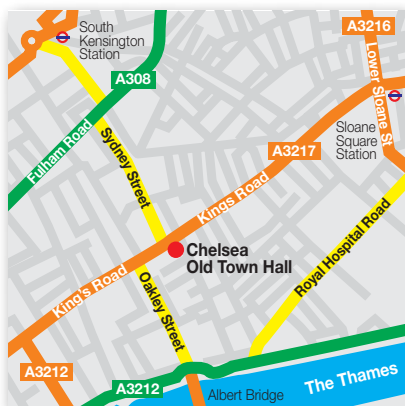 South
Kensington
Station
A3216
A308
Lower Sloane St
Fulham Road
Sydney Street
Sloane
Square
Station
A3217
Kings Road
Chelsea
Old Town Hall
Royal Hospital Road
King's Road
Oakley Street
A3212
A3212
Albert Bridge
The Thames